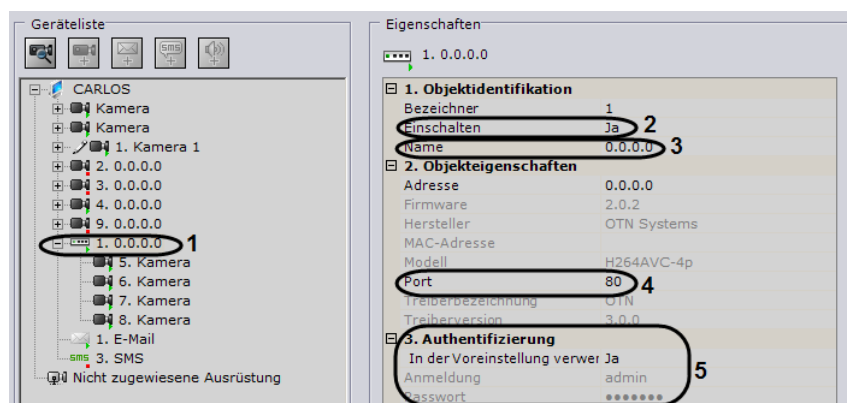 Geräteliste
SMS
CARLOS
Kamera
Kamera
1. Kamera 1
2. 0.0.0.0
3. 0.0.0.0
4. 0.0.0.0
9. 0.0.0.0
1. 0.0.0.0 1
5. Kamera
6. Kamera
7. Kamera
8. Kamera
1. E-Mail
SMS 3. SMS
Nicht zugewiesene Ausrüstung
Eigenschaften
1. 0.0.0.0
1. Objektidentifikation
Bezeichner 1
Einschalten Ja 2
Name 0.0.0.0 3
2. Objekteigenschaften
Adresse 0.0.0.0
Firmware 2.0.2
Hersteller OTN Systems
MAC-Adresse
Modell H264AVC-4p
Port 80 4
Treiberbezeichnung OTN
Treiberversion 3.0.0
3. Authentifizierung
In der Voreinstellung verwer Ja
Anmeldung admin 5
Passwort •••••••